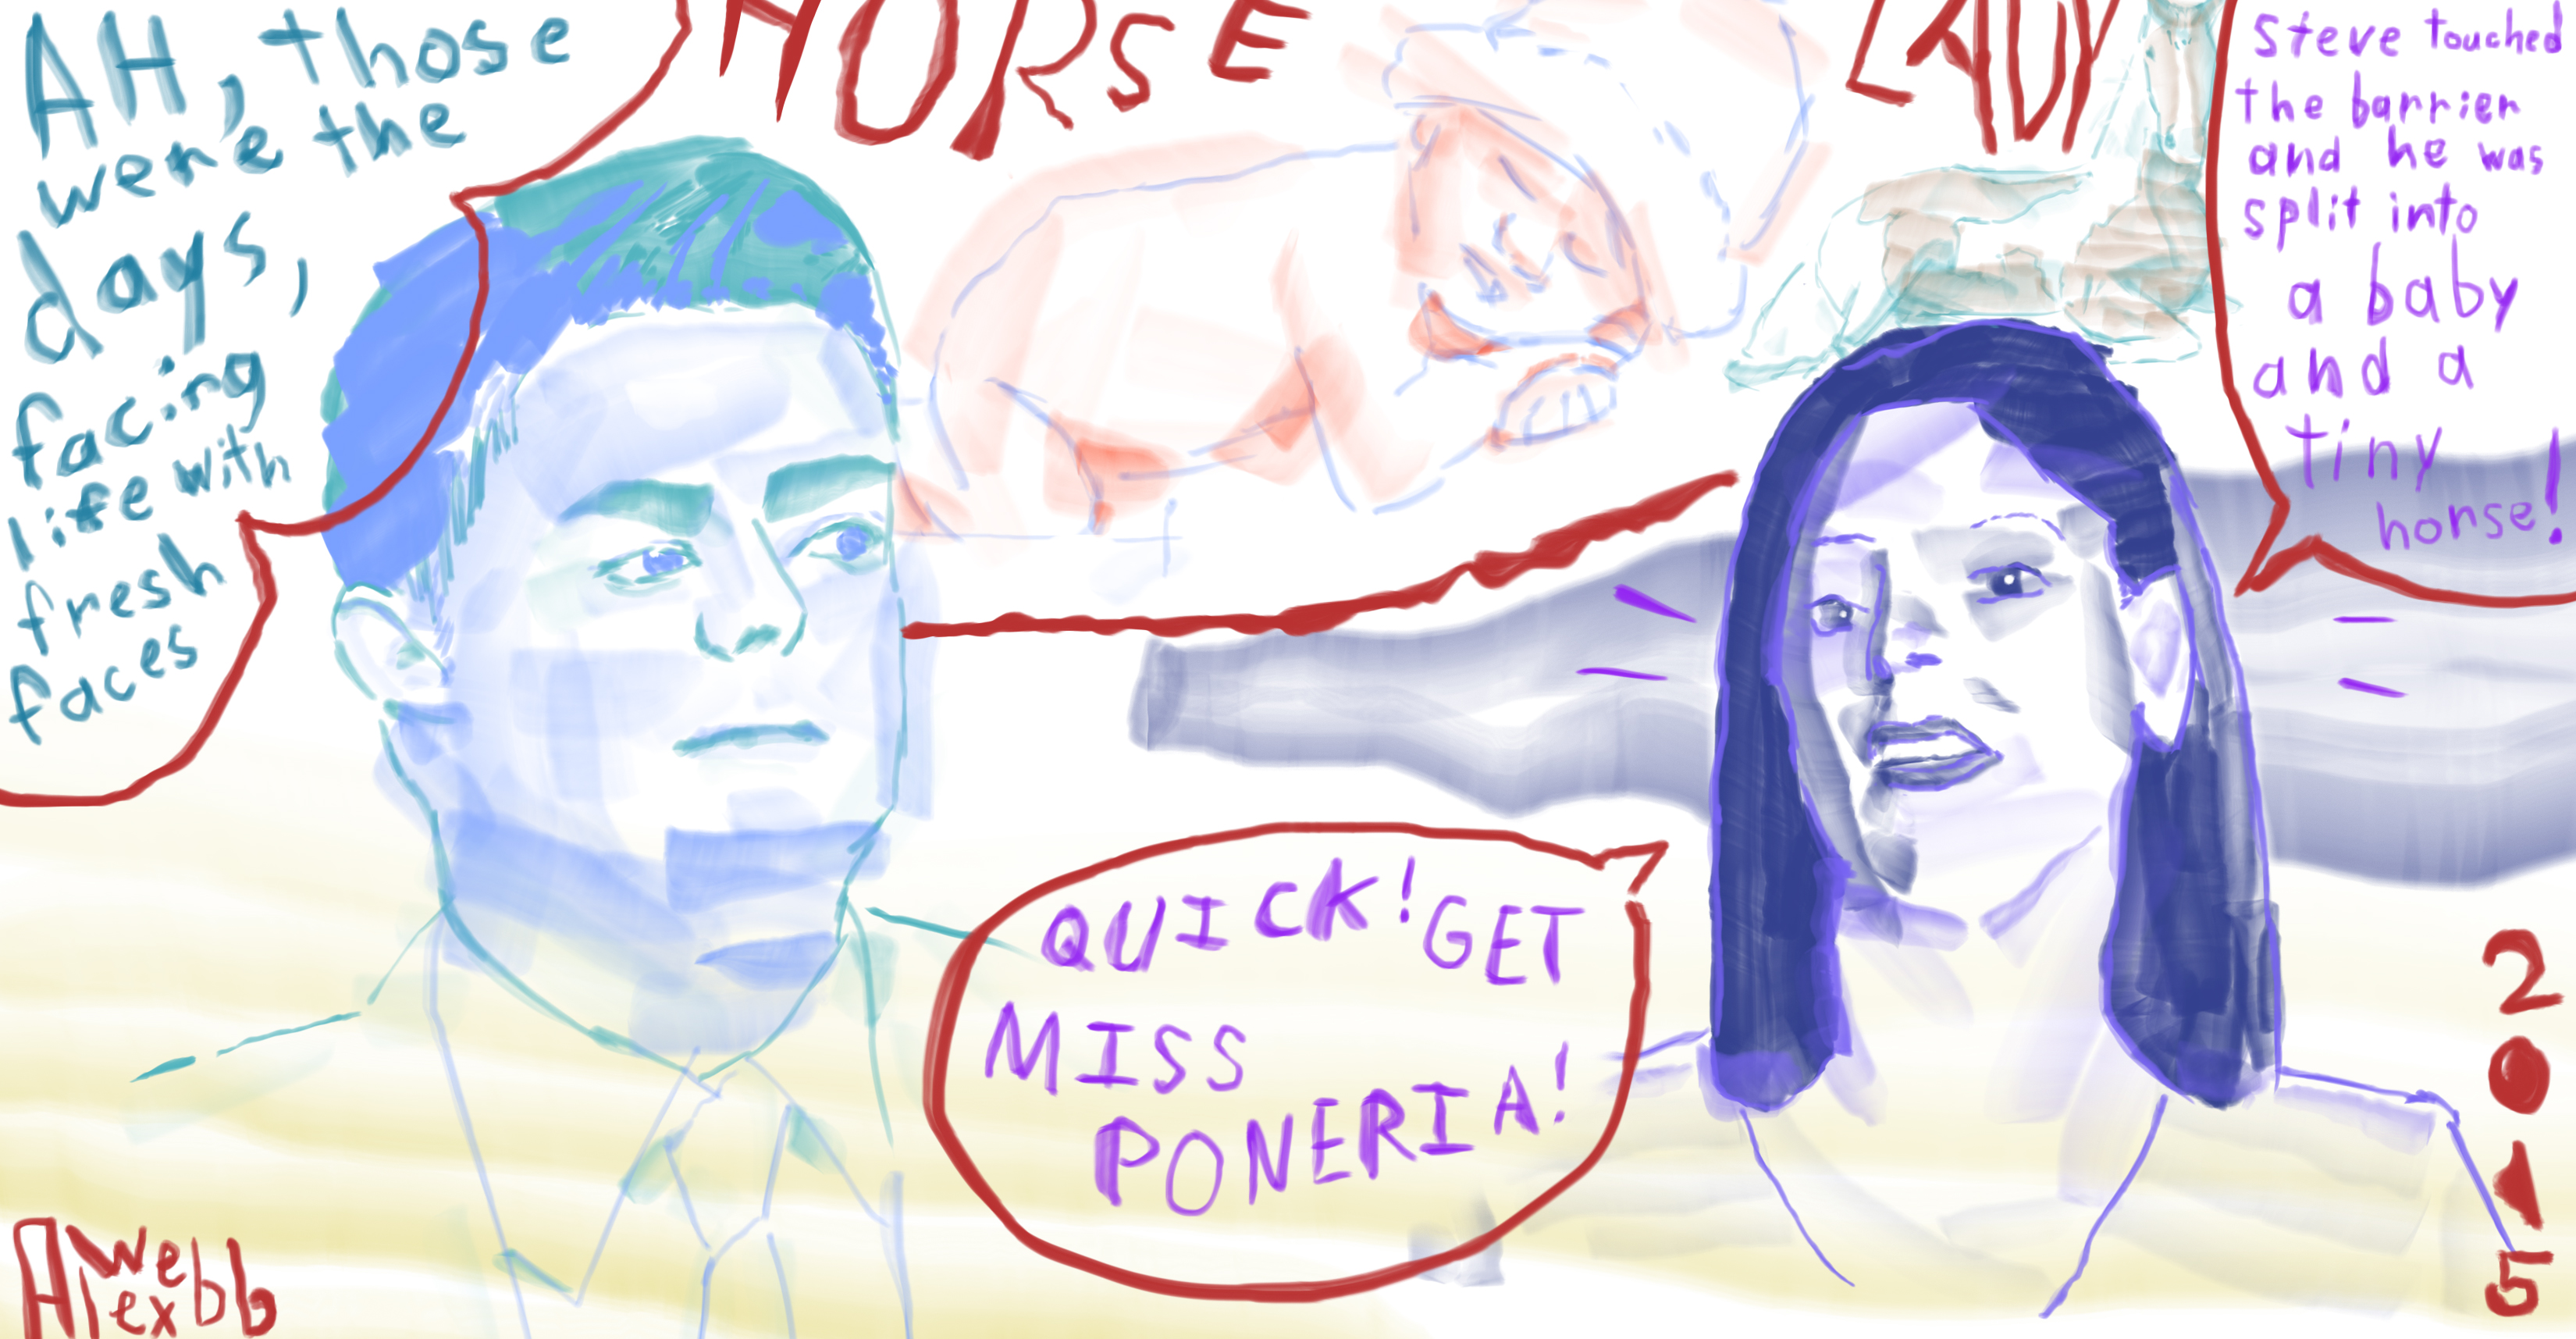 HORSE LADY
AH, those
were the
days,
facing
life with
fresh
faces
steve touched
the barrier
and he was
split into
a baby
and a
tiny
horse!
QUICK! GET
MISS
PONERIA!
2015
Alex
webb